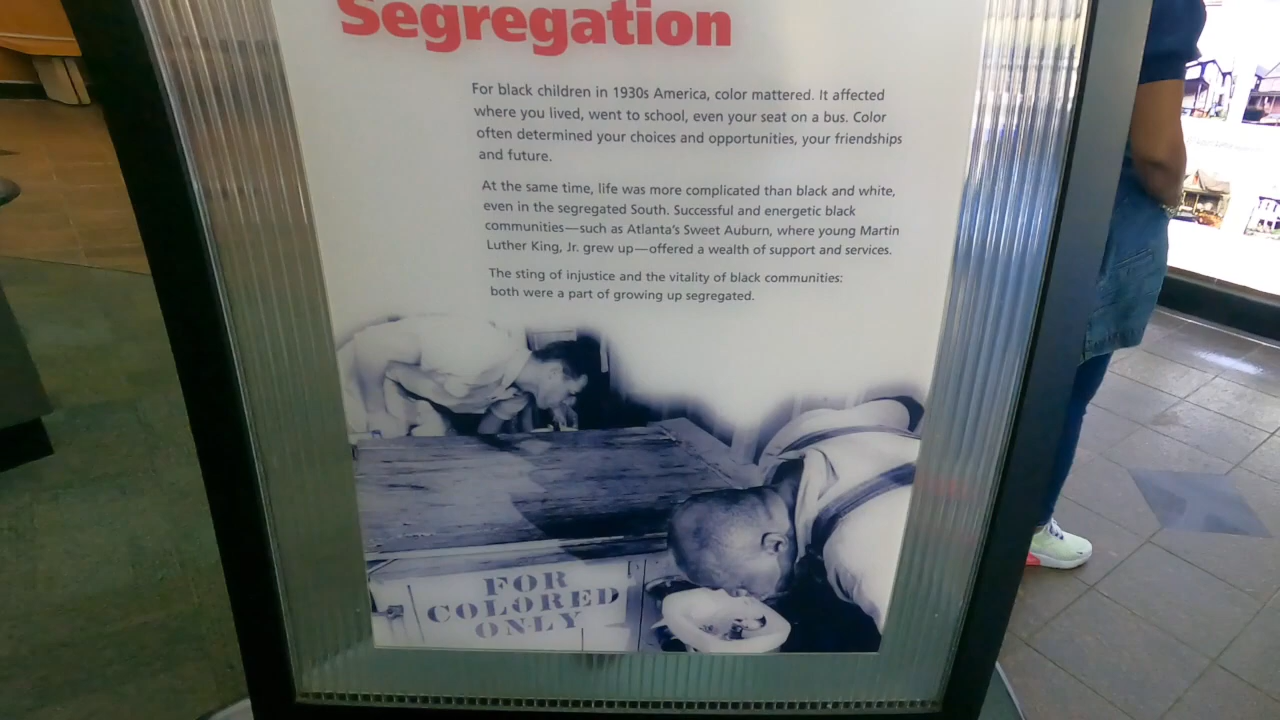 Segregation
For black children in 1930s America, color mattered. It affected
where you lived, went to school, even your seat on a bus. Color
often determined your choices and opportunities, your friendships
and future.
At the same time, life was more complicated than black and white,
even in the segregated South. Successful and energetic black
communities—such as Atlanta's Sweet Auburn, where young Martin
Luther King, Jr. grew up—offered a wealth of support and services.
The sting of injustice and the vitality of black communities:
both were a part of growing up segregated.
FOR
COLORED
ONLY